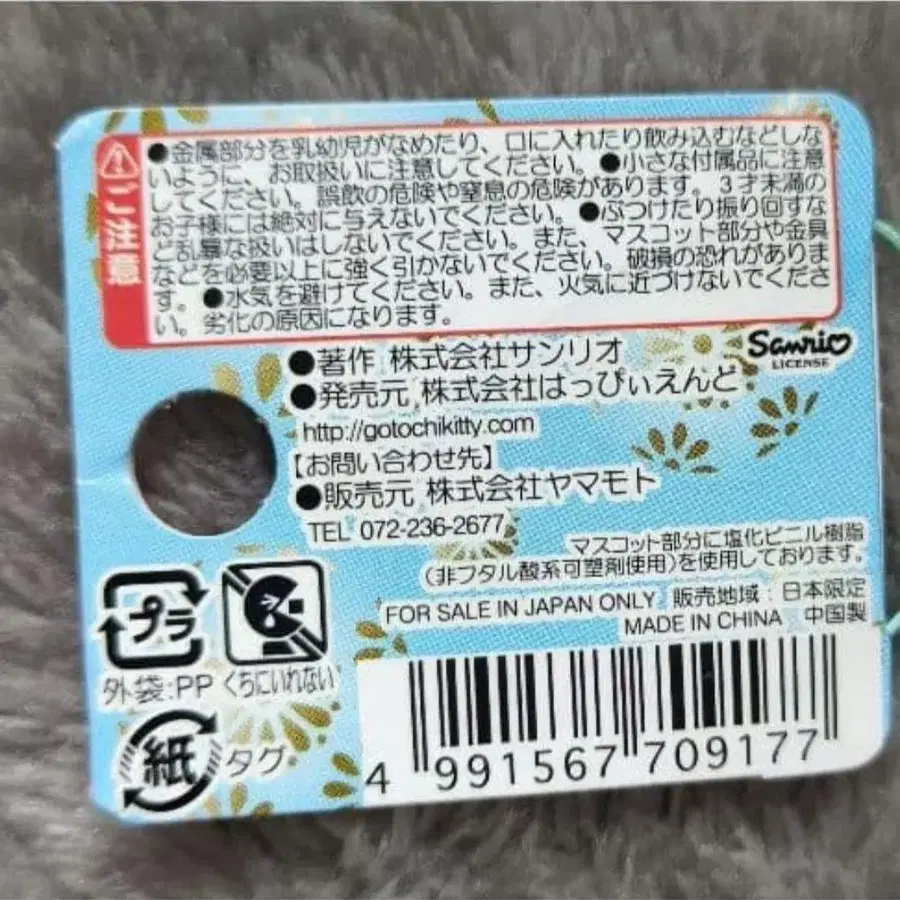 ご注意
●金属部分を乳幼児がなめたり、口に入れたり飲み込むなどしな
いように、お取扱いに注意してください。●小さな付属品に注意
してください。誤飲の危険や窒息の危険があります。3才未満の
お子様には絶対に与えないでください。●ぶつけたり振り回すな
ど乱暴な扱いはしないでください。また、マスコット部分や金具
などを必要以上に強く引かないでください。破損の恐れがありま
す。●水気を避けてください。また、火気に近づけないでくださ
い。劣化の原因になります。
Sanrio
LICENSE
●著作 株式会社サンリオ
●発売元 株式会社はっぴぃえんど
http://gotochikitty.com
【お問い合わせ先】
●販売元 株式会社ヤマモト
TEL 072-236-2677
マスコット部分に塩化ビニル樹脂
(非フタル酸系可塑剤使用)を使用しております。
FOR SALE IN JAPAN ONLY 販売地域:日本限定
MADE IN CHINA 中国製
プラ
外袋:PP
くちにいれない
紙
タグ
4 991567 709177